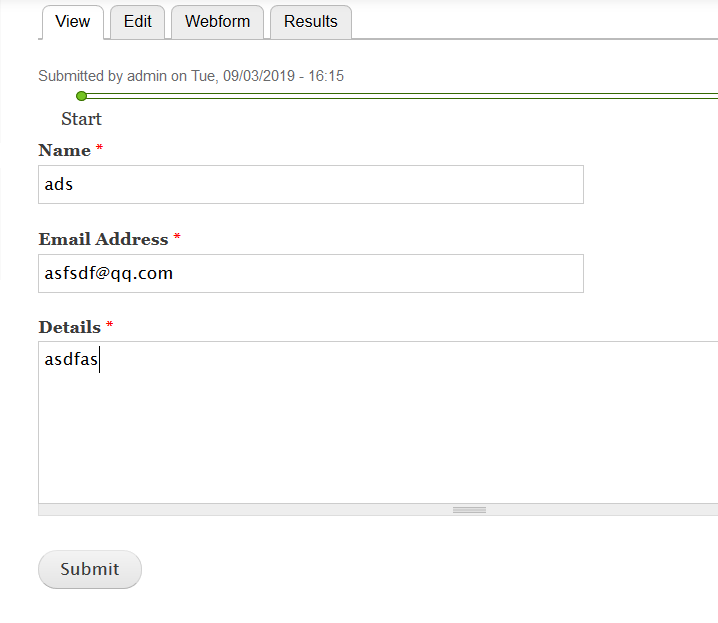 View Edit Webform Results
Submitted by admin on Tue, 09/03/2019 - 16:15
Start
Name *
ads
Email Address *
asfsdf@qq.com
Details *
asdfas
Submit